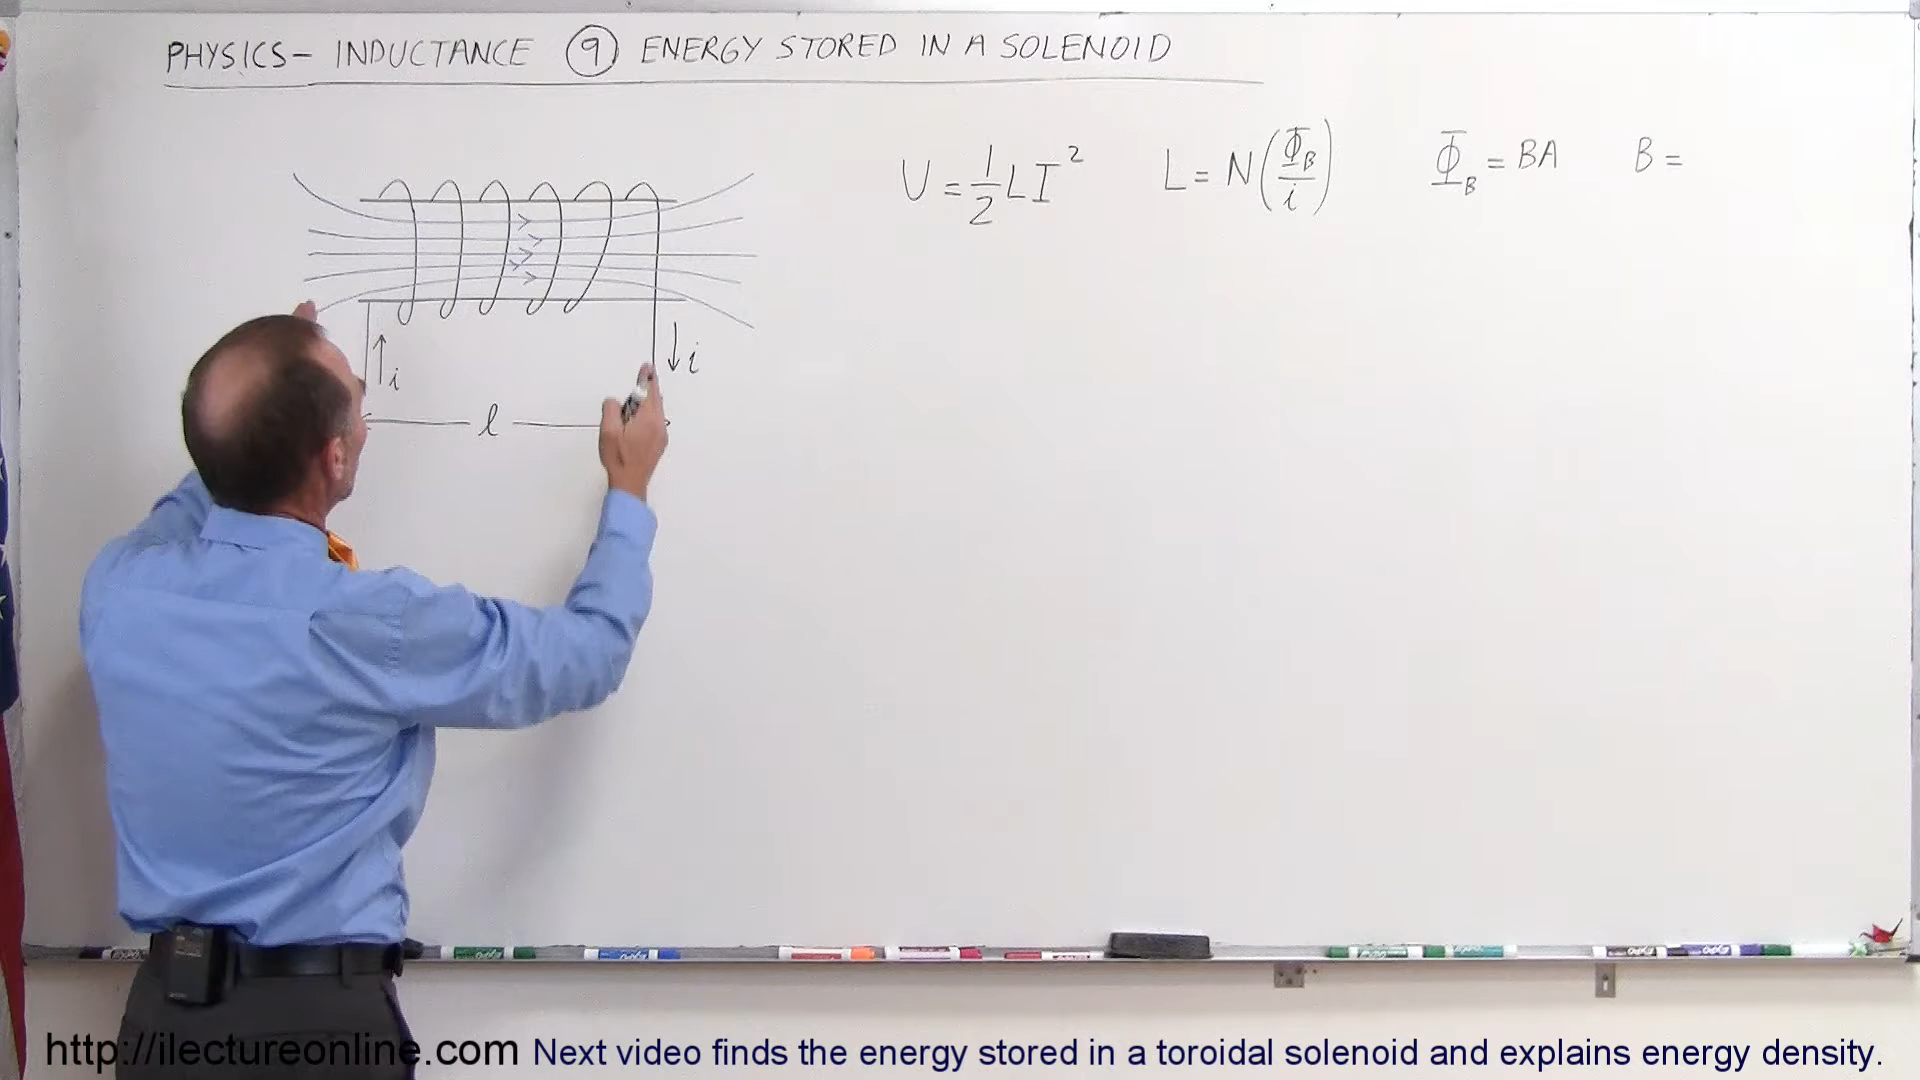 PHYSICS - INDUCTANCE ⑨ ENERGY STORED IN A SOLENOID
U = 1/2 LI² L = N(Φ_B/i) Φ_B = BA B =
i
i
l
http://ilectureonline.com Next video finds the energy stored in a toroidal solenoid and explains energy density.